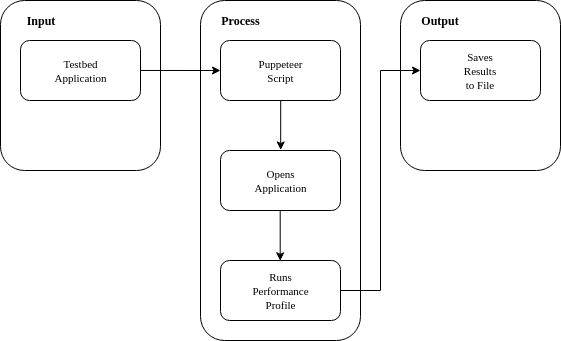 Input
Testbed
Application
Process
Puppeteer
Script
Opens
Application
Runs
Performance
Profile
Output
Saves
Results
to File